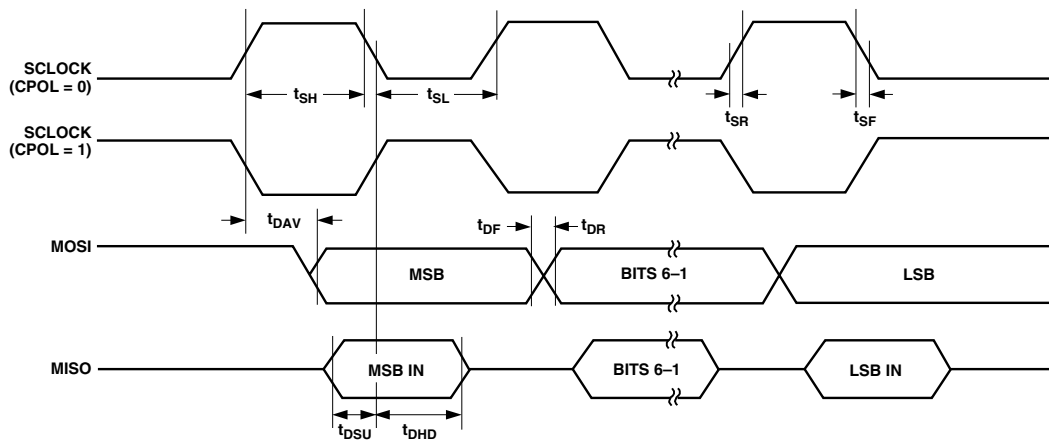 SCLOCK
(CPOL = 0)
tSH
tSL
tSR
tSF
SCLOCK
(CPOL = 1)
tDAV
tDF
tDR
MOSI
MSB
BITS 6–1
LSB
MISO
MSB IN
BITS 6–1
LSB IN
tDSU
tDHD